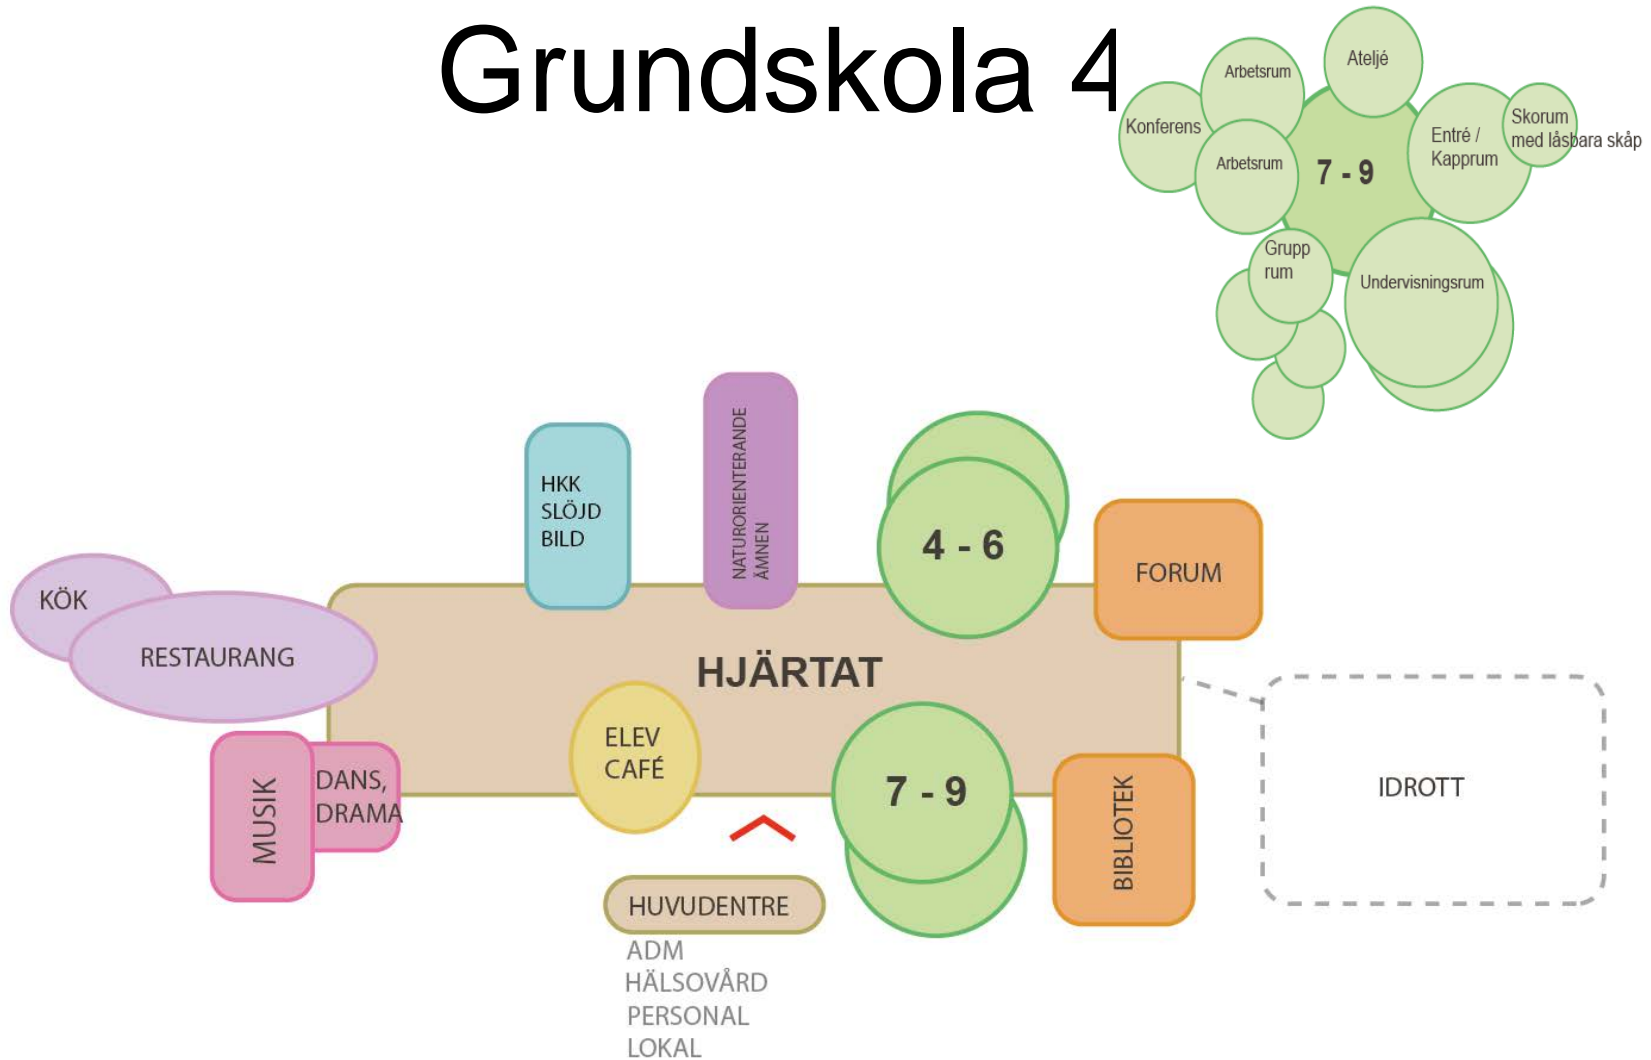 Grundskola 4
Ateljé
Arbetsrum
Konferens
Arbetsrum
7 - 9
Entré /
Kapprum
Skorum
med låsbara skåp
Grupp
rum
Undervisningsrum
HKK
SLÖJD
BILD
NATURORIENTERANDE
ÄMNEN
4 - 6
FORUM
KÖK
RESTAURANG
HJÄRTAT
MUSIK
DANS,
DRAMA
ELEV
CAFÉ
7 - 9
BIBLIOTEK
IDROTT
HUVUDENTRE
ADM
HÄLSOVÅRD
PERSONAL
LOKAL